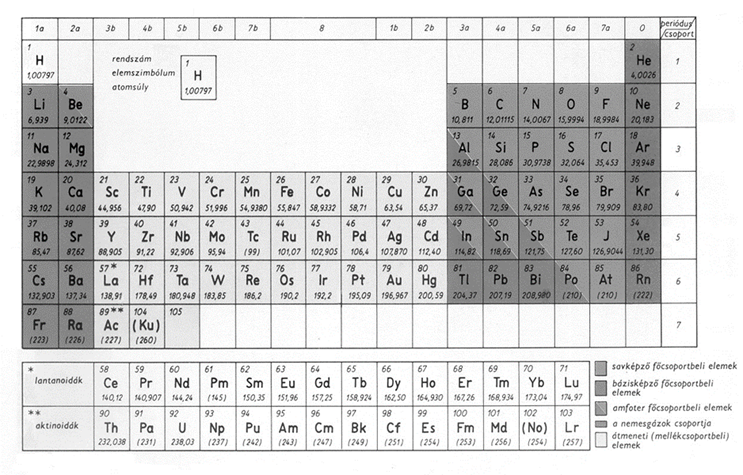 1a 2a 3b 4b 5b 6b 7b 8 1b 2b 3a 4a 5a 6a 7a 0 periódus csoport
1 2 1
H rendszám 1 He
1,00797 elemszimbólum H 4,0026
atomsúly 1,00797
3 4 5 6 7 8 9 10 2
Li Be B C N O F Ne
6,939 9,0122 10,811 12,01115 14,0067 15,9994 18,9984 20,183
11 12 13 14 15 16 17 18 3
Na Mg Al Si P S Cl Ar
22,9898 24,312 26,9815 28,086 30,9738 32,064 35,453 39,948
19 20 21 22 23 24 25 26 27 28 29 30 31 32 33 34 35 36 4
K Ca Sc Ti V Cr Mn Fe Co Ni Cu Zn Ga Ge As Se Br Kr
39,102 40,08 44,956 47,90 50,942 51,996 54,9380 55,847 58,9332 58,71 63,54 65,37 69,72 72,59 74,9216 78,96 79,909 83,80
37 38 39 40 41 42 43 44 45 46 47 48 49 50 51 52 53 54 5
Rb Sr Y Zr Nb Mo Tc Ru Rh Pd Ag Cd In Sn Sb Te J Xe
85,47 87,62 88,905 91,22 92,906 95,94 (99) 101,07 102,905 106,4 107,870 112,40 114,82 118,69 121,75 127,60 126,9044 131,30
55 56 57* 72 73 74 75 76 77 78 79 80 81 82 83 84 85 86 6
Cs Ba La Hf Ta W Re Os Ir Pt Au Hg Tl Pb Bi Po At Rn
132,903 137,34 138,91 178,49 180,948 183,85 186,2 190,2 192,2 195,09 196,967 200,59 204,37 207,19 208,980 (210) (210) (222)
87 88 89** 104 105 7
Fr Ra Ac (Ku)
(223) (226) (227) (260)
* 58 59 60 61 62 63 64 65 66 67 68 69 70 71
lantanoidák Ce Pr Nd Pm Sm Eu Gd Tb Dy Ho Er Tm Yb Lu
140,12 140,907 144,24 (145) 150,35 151,96 157,25 158,924 162,50 164,930 167,26 168,934 173,04 174,97
** 90 91 92 93 94 95 96 97 98 99 100 101 102 103
aktinoidák Th Pa U Np Pu Am Cm Bk Cf Es Fm Md (No) Lr
232,038 (231) 238,03 (237) (242) (243) (247) (249) (251) (254) (253) (256) (254) (257)
savképző főcsoportbeli elemek
bázisképző főcsoportbeli
elemek
amfoter főcsoportbeli elemek
a nemesgázok csoportja
átmeneti (mellékcsoportbeli)
elemek